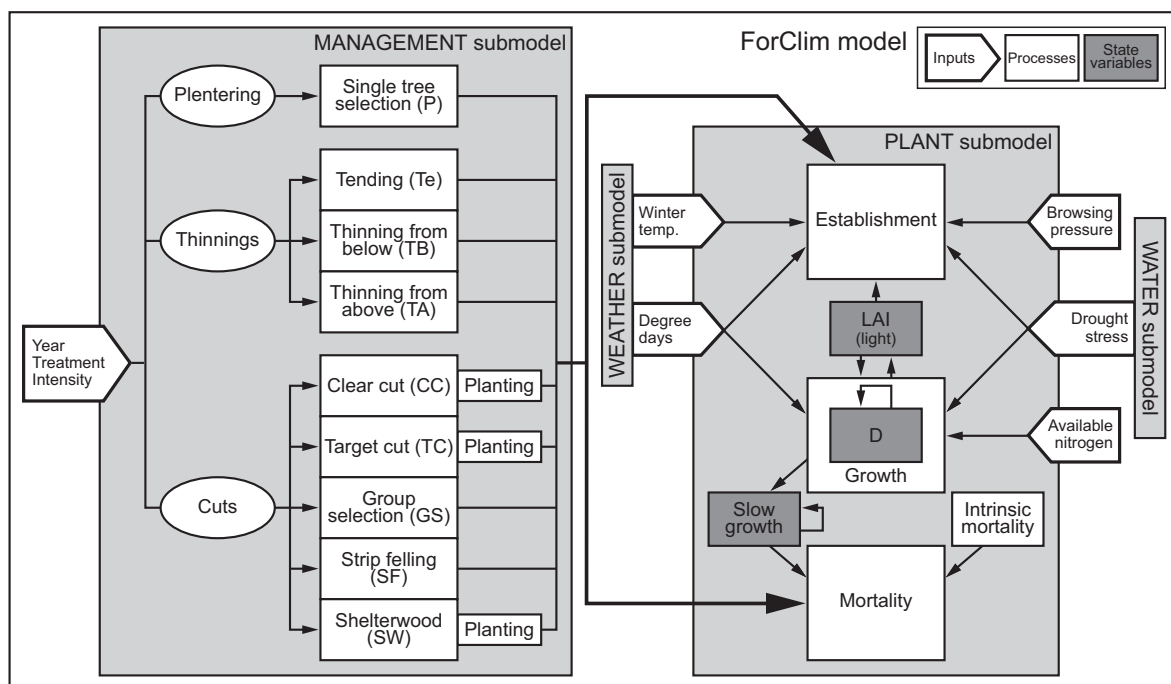 MANAGEMENT submodel
ForClim model
Inputs
Processes
State
variables
Plentering
Single tree
selection (P)
Thinnings
Tending (Te)
Thinning from
below (TB)
Thinning from
above (TA)
Year
Treatment
Intensity
Cuts
Clear cut (CC)
Planting
Target cut (TC)
Planting
Group
selection (GS)
Strip felling
(SF)
Shelterwood
(SW)
Planting
WEATHER submodel
PLANT submodel
WATER submodel
Winter
temp.
Establishment
Browsing
pressure
Degree
days
LAI
(light)
Drought
stress
D
Growth
Available
nitrogen
Slow
growth
Intrinsic
mortality
Mortality